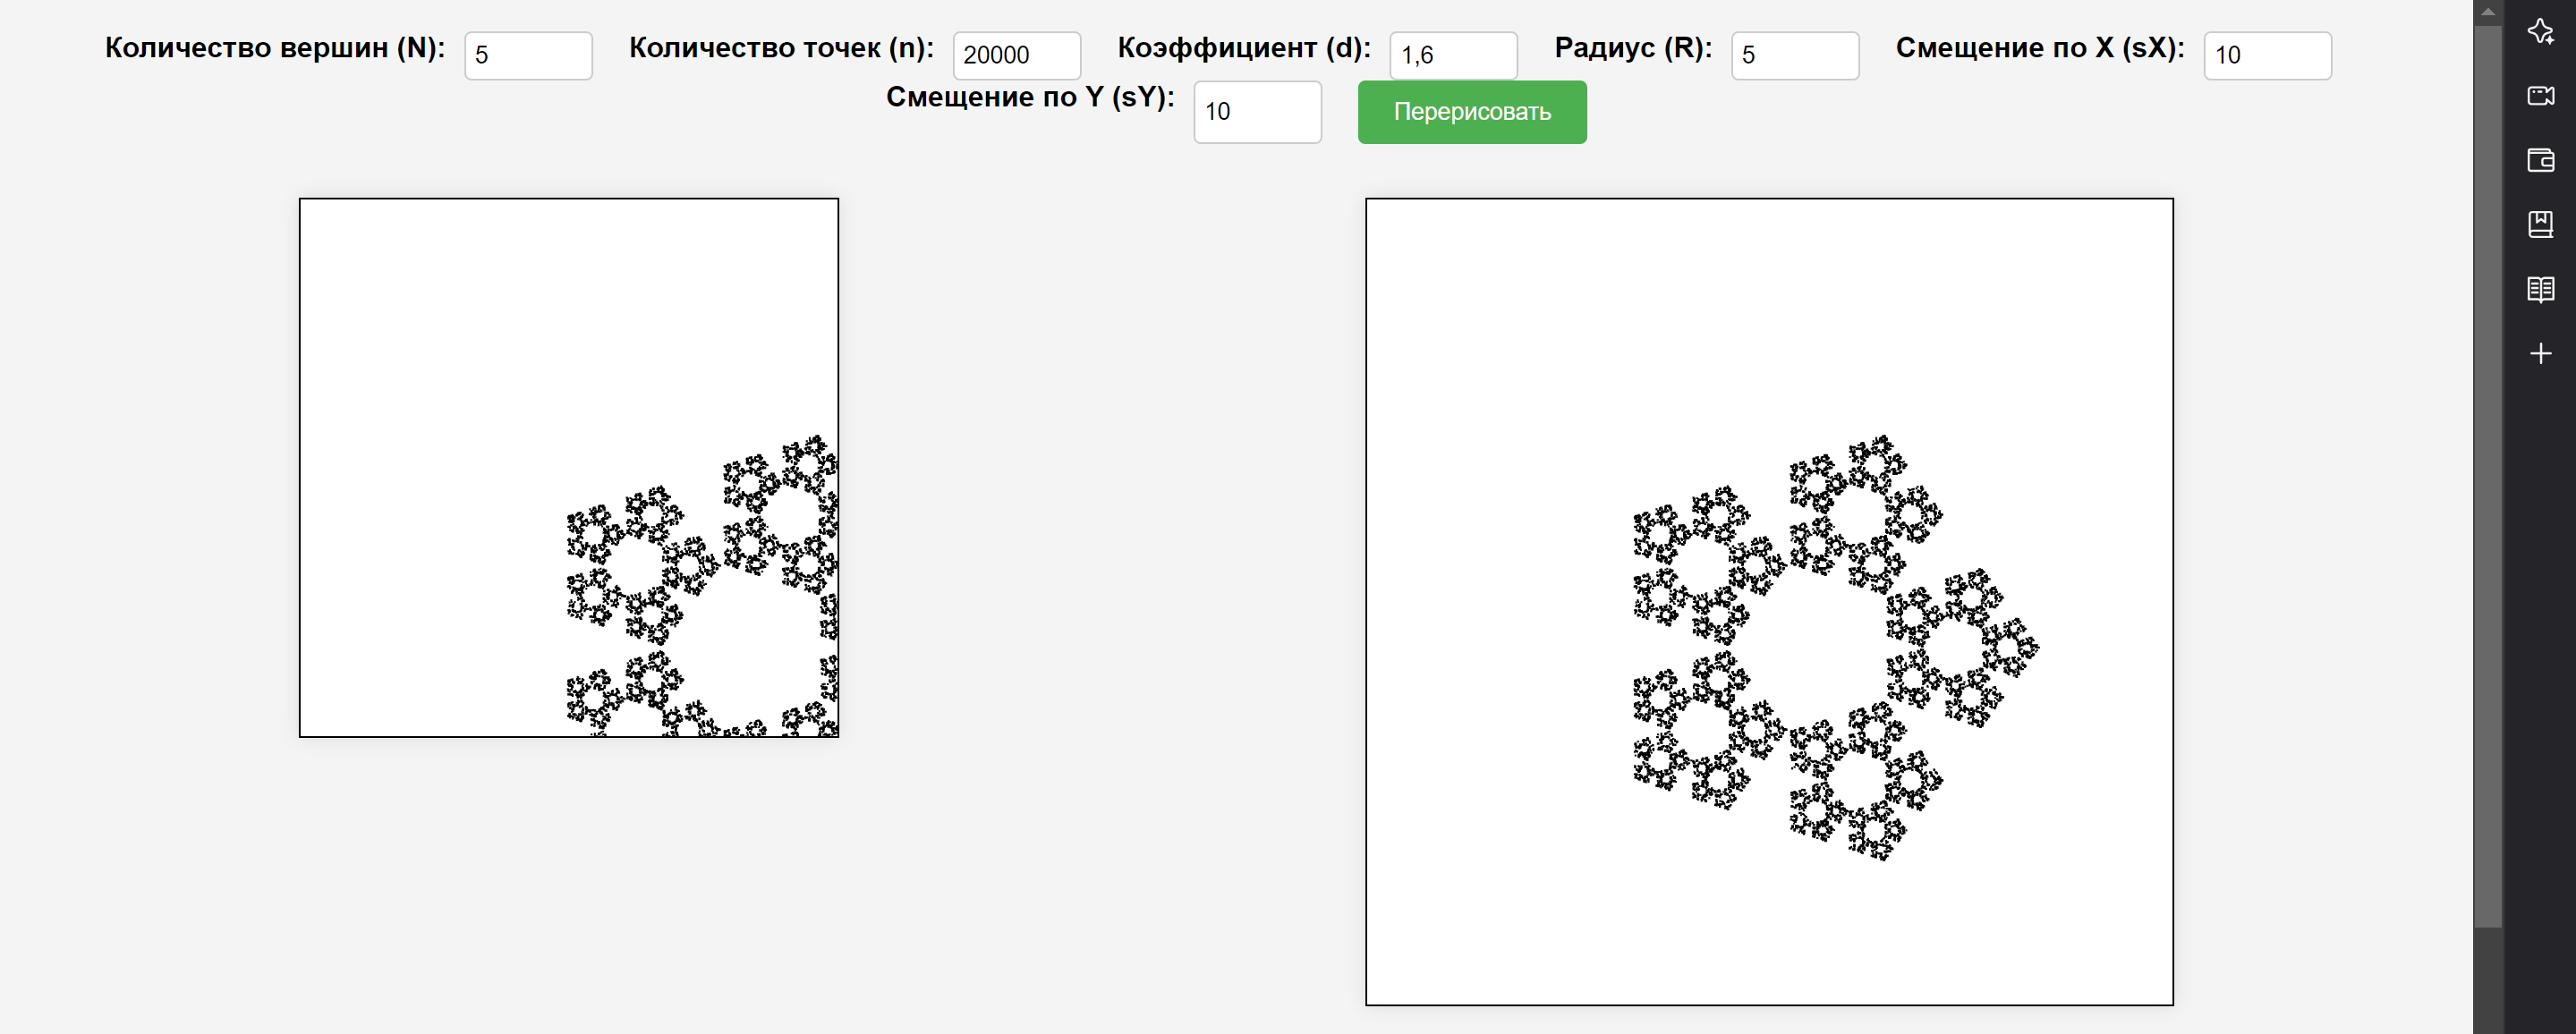 Количество вершин (N): 5 Количество точек (n): 20000 Коэффициент (d): 1,6 Радиус (R): 5 Смещение по X (sX): 10
Смещение по Y (sY): 10 Перерисовать